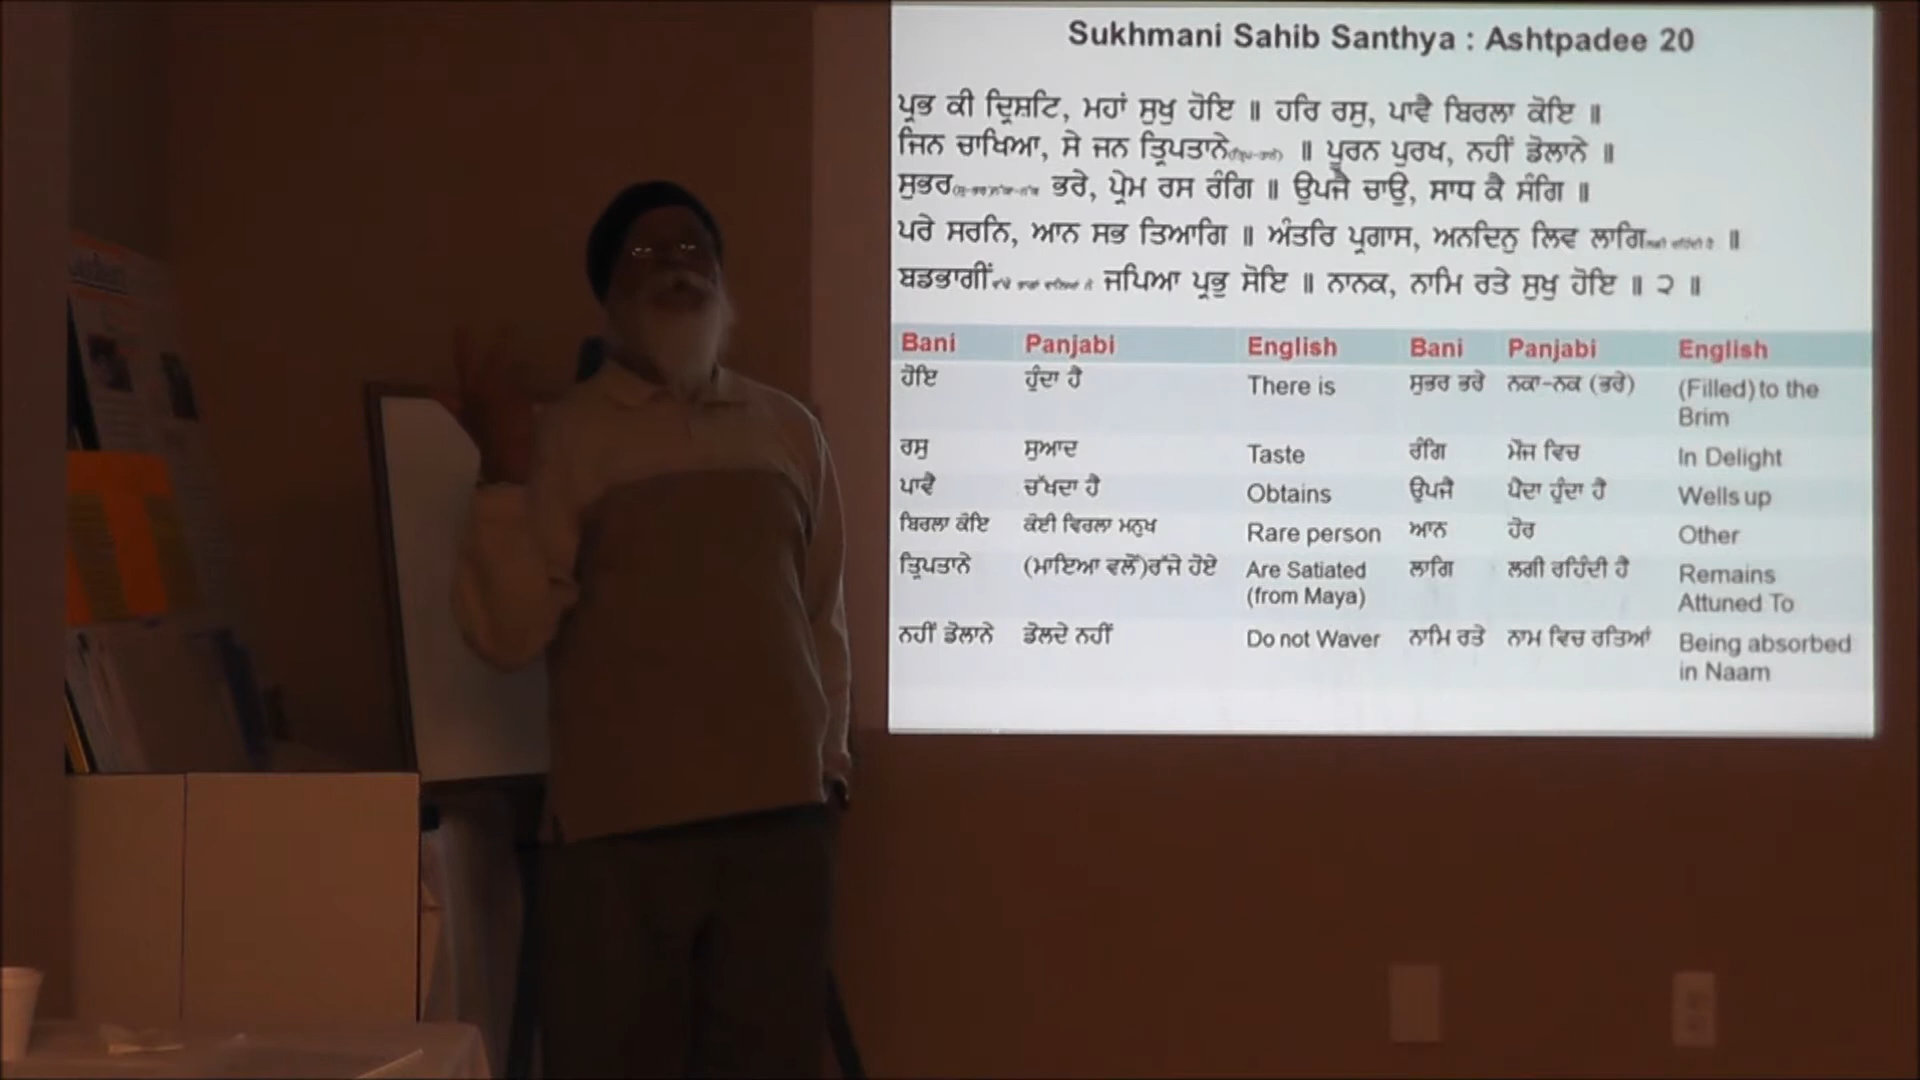 Sukhmani Sahib Santhya : Ashtpadee 20
ਪ੍ਰਭ ਕੀ ਦ੍ਰਿਸ਼ਟਿ, ਮਹਾਂ ਸੁਖੁ ਹੋਇ ॥ ਹਰਿ ਰਸੁ, ਪਾਵੈ ਬਿਰਲਾ ਕੋਇ ॥
ਜਿਨ ਚਾਖਿਆ, ਸੇ ਜਨ ਤ੍ਰਿਪਤਾਨੇ ॥ ਪੂਰਨ ਪੁਰਖ, ਨਹੀਂ ਡੋਲਾਨੇ ॥
ਸੁਭਰ ਭਰੇ, ਪ੍ਰੇਮ ਰਸ ਰੰਗਿ ॥ ਉਪਜੈ ਚਾਉ, ਸਾਧ ਕੈ ਸੰਗਿ ॥
ਪਰੇ ਸਰਨਿ, ਆਨ ਸਭ ਤਿਆਗਿ ॥ ਅੰਤਰਿ ਪ੍ਰਗਾਸ, ਅਨਦਿਨੁ ਲਿਵ ਲਾਗਿ ॥
ਬਡਭਾਗੀਂ ਜਪਿਆ ਪ੍ਰਭੁ ਸੋਇ ॥ ਨਾਨਕ, ਨਾਮਿ ਰਤੇ ਸੁਖੁ ਹੋਇ ॥ ੨ ॥
Bani Panjabi English Bani Panjabi English
ਹੋਇ ਹੁੰਦਾ ਹੈ There is ਸੁਭਰ ਭਰੇ ਨਕਾ-ਨਕ (ਭਰੇ) (Filled) to the
Brim
ਰਸੁ ਸੁਆਦ Taste ਰੰਗਿ ਮੌਜ ਵਿਚ In Delight
ਪਾਵੈ ਚੱਖਦਾ ਹੈ Obtains ਉਪਜੈ ਪੈਦਾ ਹੁੰਦਾ ਹੈ Wells up
ਬਿਰਲਾ ਕੋਇ ਕੋਈ ਵਿਰਲਾ ਮਨੁਖ Rare person ਆਨ ਹੋਰ Other
ਤ੍ਰਿਪਤਾਨੇ (ਮਾਇਆ ਵਲੋਂ)ਰੱਜੇ ਹੋਏ Are Satiated ਲਾਗਿ ਲਗੀ ਰਹਿੰਦੀ ਹੈ Remains
(from Maya) Attuned To
ਨਹੀਂ ਡੋਲਾਨੇ ਡੋਲਦੇ ਨਹੀਂ Do not Waver ਨਾਮਿ ਰਤੇ ਨਾਮ ਵਿਚ ਰਤਿਆਂ Being absorbed
in Naam